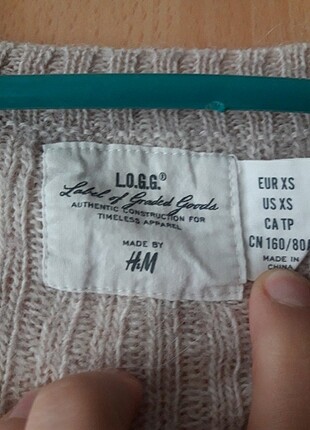 L.O.G.G.®
Label of Graded Goods
AUTHENTIC CONSTRUCTION FOR
TIMELESS APPAREL
MADE BY
H&M
EUR XS
US XS
CA TP
CN 160/80A
MADE IN
CHINA